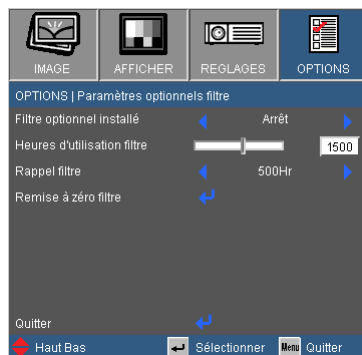 IMAGE AFFICHER REGLAGES OPTIONS
OPTIONS | Paramètres optionnels filtre
Filtre optionnel installé Arrêt
Heures d'utilisation filtre 1500
Rappel filtre 500Hr
Remise à zéro filtre
Quitter
Haut Bas Sélectionner Menu Quitter